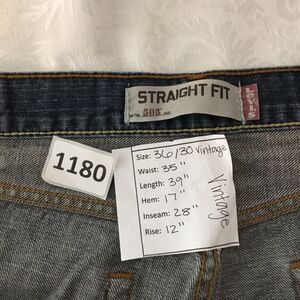 STRAIGHT FIT
505
Levi's
1180
Size: 36/30 Vintage
Waist: 35"
Length: 39"
Hem: 17"
Inseam: 28"
Rise: 12"
Vintage